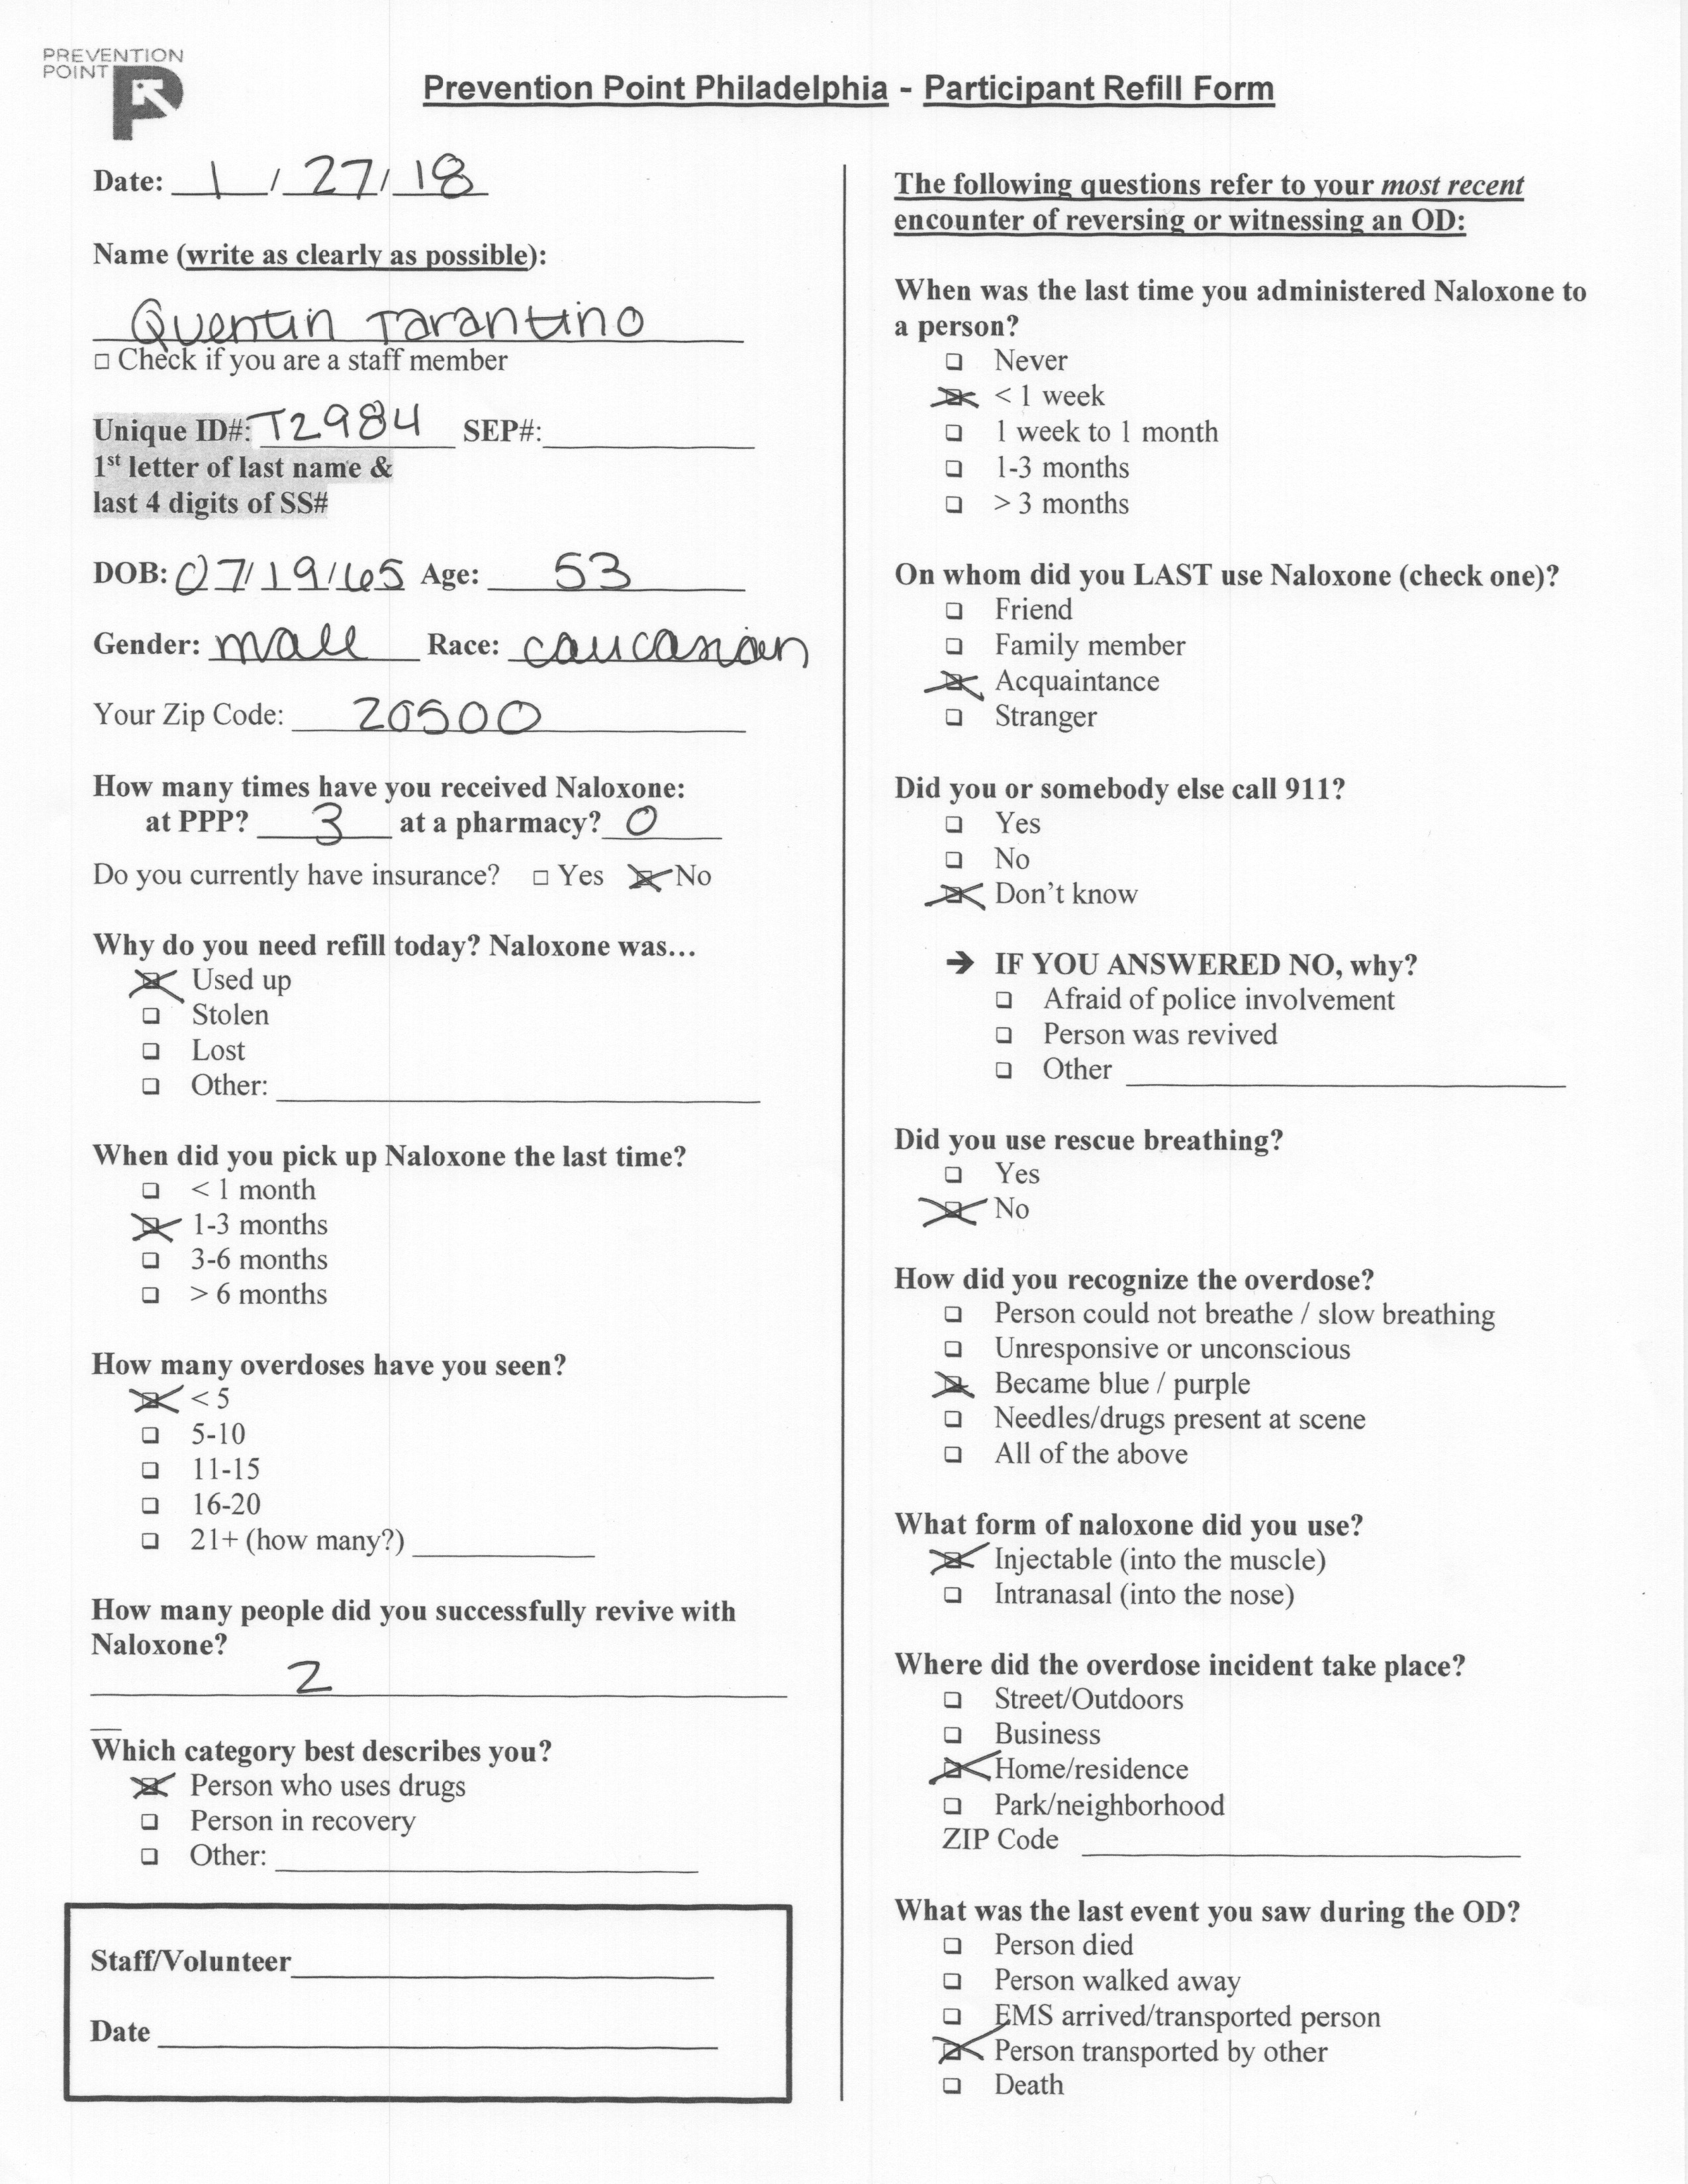 PREVENTION
POINT
Prevention Point Philadelphia - Participant Refill Form
Date: 1 / 27 / 18
Name (write as clearly as possible):
Quentin Tarantino
□ Check if you are a staff member
Unique ID#: T2984 SEP#:
1st letter of last name &
last 4 digits of SS#
DOB: 07/19/65 Age: 53
Gender: male Race: caucasian
Your Zip Code: 20500
How many times have you received Naloxone:
at PPP? 3 at a pharmacy? 0
Do you currently have insurance? □ Yes ☒ No
Why do you need refill today? Naloxone was...
☒ Used up
□ Stolen
□ Lost
□ Other:
When did you pick up Naloxone the last time?
□ < 1 month
☒ 1-3 months
□ 3-6 months
□ > 6 months
How many overdoses have you seen?
☒ < 5
□ 5-10
□ 11-15
□ 16-20
□ 21+ (how many?)
How many people did you successfully revive with
Naloxone?
2
Which category best describes you?
☒ Person who uses drugs
□ Person in recovery
□ Other:
Staff/Volunteer
Date
The following questions refer to your most recent
encounter of reversing or witnessing an OD:
When was the last time you administered Naloxone to
a person?
□ Never
☒ < 1 week
□ 1 week to 1 month
□ 1-3 months
□ > 3 months
On whom did you LAST use Naloxone (check one)?
□ Friend
□ Family member
☒ Acquaintance
□ Stranger
Did you or somebody else call 911?
□ Yes
□ No
☒ Don't know
➔ IF YOU ANSWERED NO, why?
□ Afraid of police involvement
□ Person was revived
□ Other
Did you use rescue breathing?
□ Yes
☒ No
How did you recognize the overdose?
□ Person could not breathe / slow breathing
□ Unresponsive or unconscious
☒ Became blue / purple
□ Needles/drugs present at scene
□ All of the above
What form of naloxone did you use?
☒ Injectable (into the muscle)
□ Intranasal (into the nose)
Where did the overdose incident take place?
□ Street/Outdoors
□ Business
☒ Home/residence
□ Park/neighborhood
ZIP Code
What was the last event you saw during the OD?
□ Person died
□ Person walked away
□ EMS arrived/transported person
☒ Person transported by other
□ Death